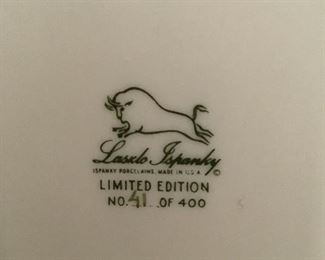 Laszlo Ispanky ©
ISPANKY PORCELAINS, MADE IN U.S.A.
LIMITED EDITION
NO. 41 OF 400